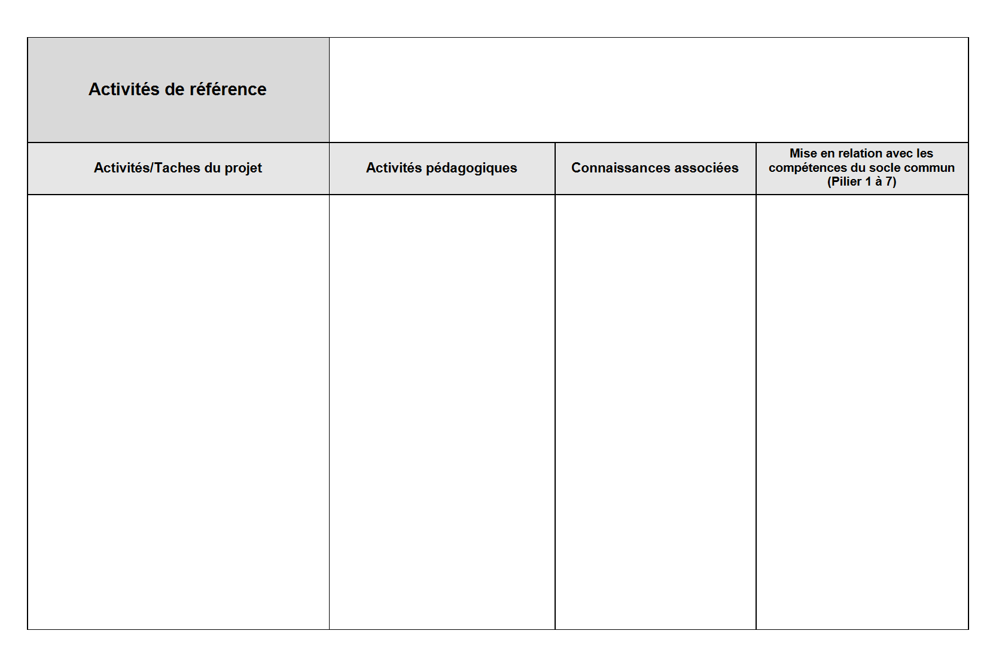 Activités de référence
Activités/Taches du projet
Activités pédagogiques
Connaissances associées
Mise en relation avec les
compétences du socle commun
(Pilier 1 à 7)